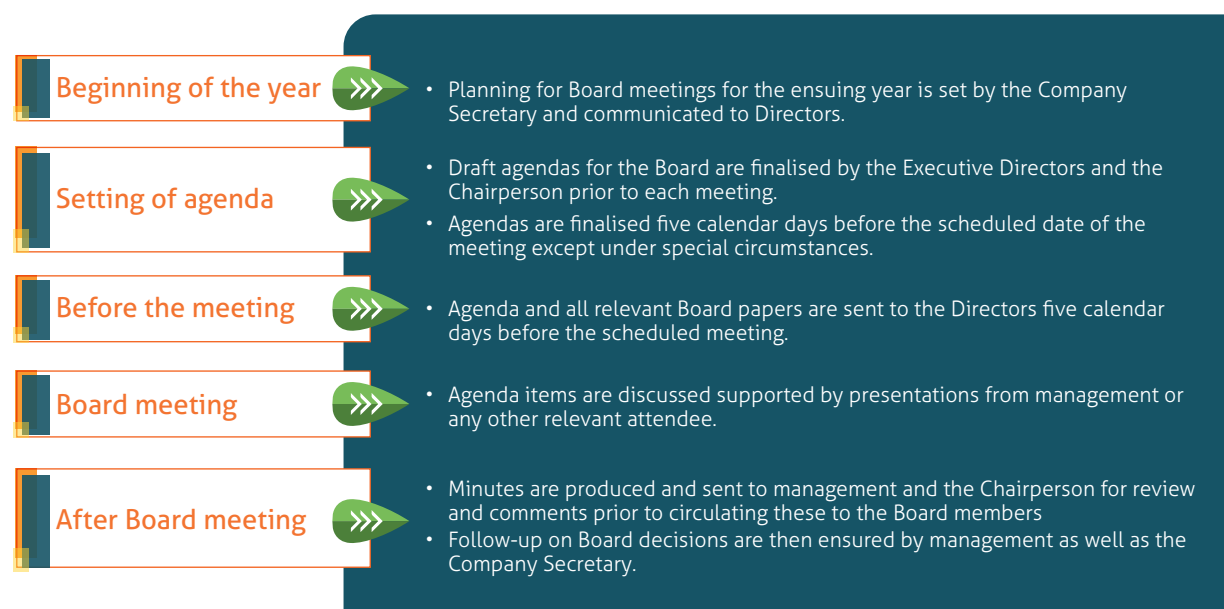 Beginning of the year
• Planning for Board meetings for the ensuing year is set by the Company
Secretary and communicated to Directors.
Setting of agenda
• Draft agendas for the Board are finalised by the Executive Directors and the
Chairperson prior to each meeting.
• Agendas are finalised five calendar days before the scheduled date of the
meeting except under special circumstances.
Before the meeting
• Agenda and all relevant Board papers are sent to the Directors five calendar
days before the scheduled meeting.
Board meeting
• Agenda items are discussed supported by presentations from management or
any other relevant attendee.
After Board meeting
• Minutes are produced and sent to management and the Chairperson for review
and comments prior to circulating these to the Board members
• Follow-up on Board decisions are then ensured by management as well as the
Company Secretary.